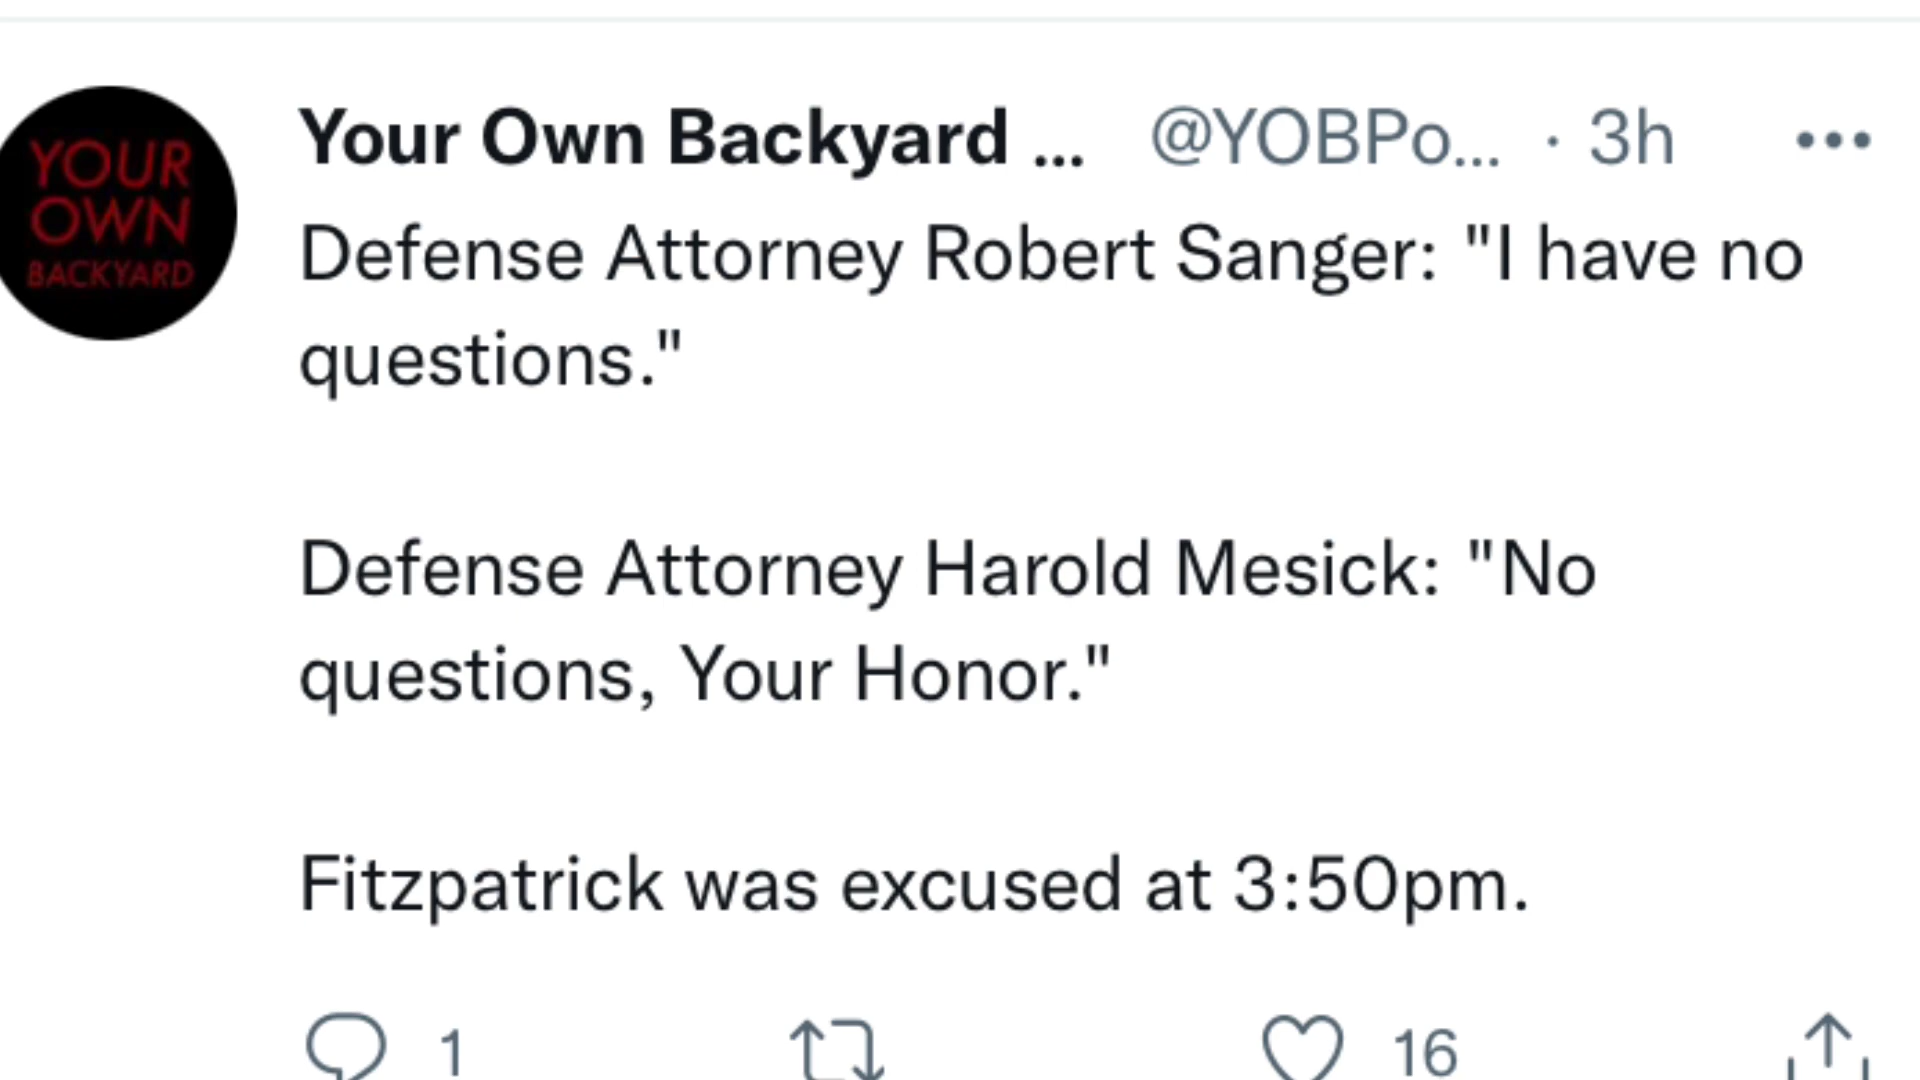 YOUR
OWN
BACKYARD
Your Own Backyard ... @YOBPo... · 3h
Defense Attorney Robert Sanger: "I have no
questions."
Defense Attorney Harold Mesick: "No
questions, Your Honor."
Fitzpatrick was excused at 3:50pm.
1 16